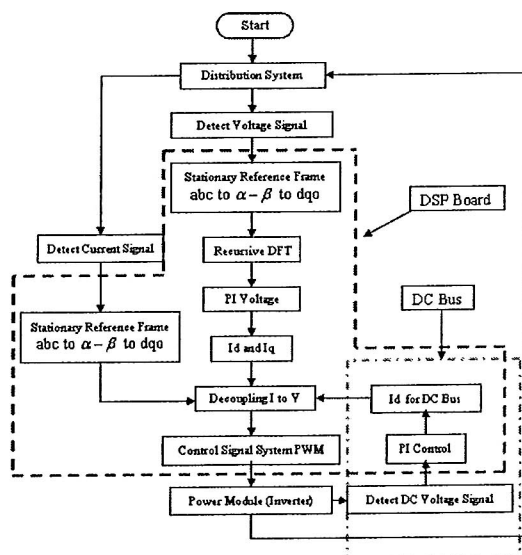 Start
Distribution System
Detect Voltage Signal
Stationary Reference Frame
abc to α-β to dqo
DSP Board
Detect Current Signal
Recursive DFT
DC Bus
PI Voltage
Stationary Reference Frame
abc to α-β to dqo
Id and Iq
Decoupling I to V
Id for DC Bus
Control Signal System PWM
PI Control
Power Module (Inverter)
Detect DC Voltage Signal